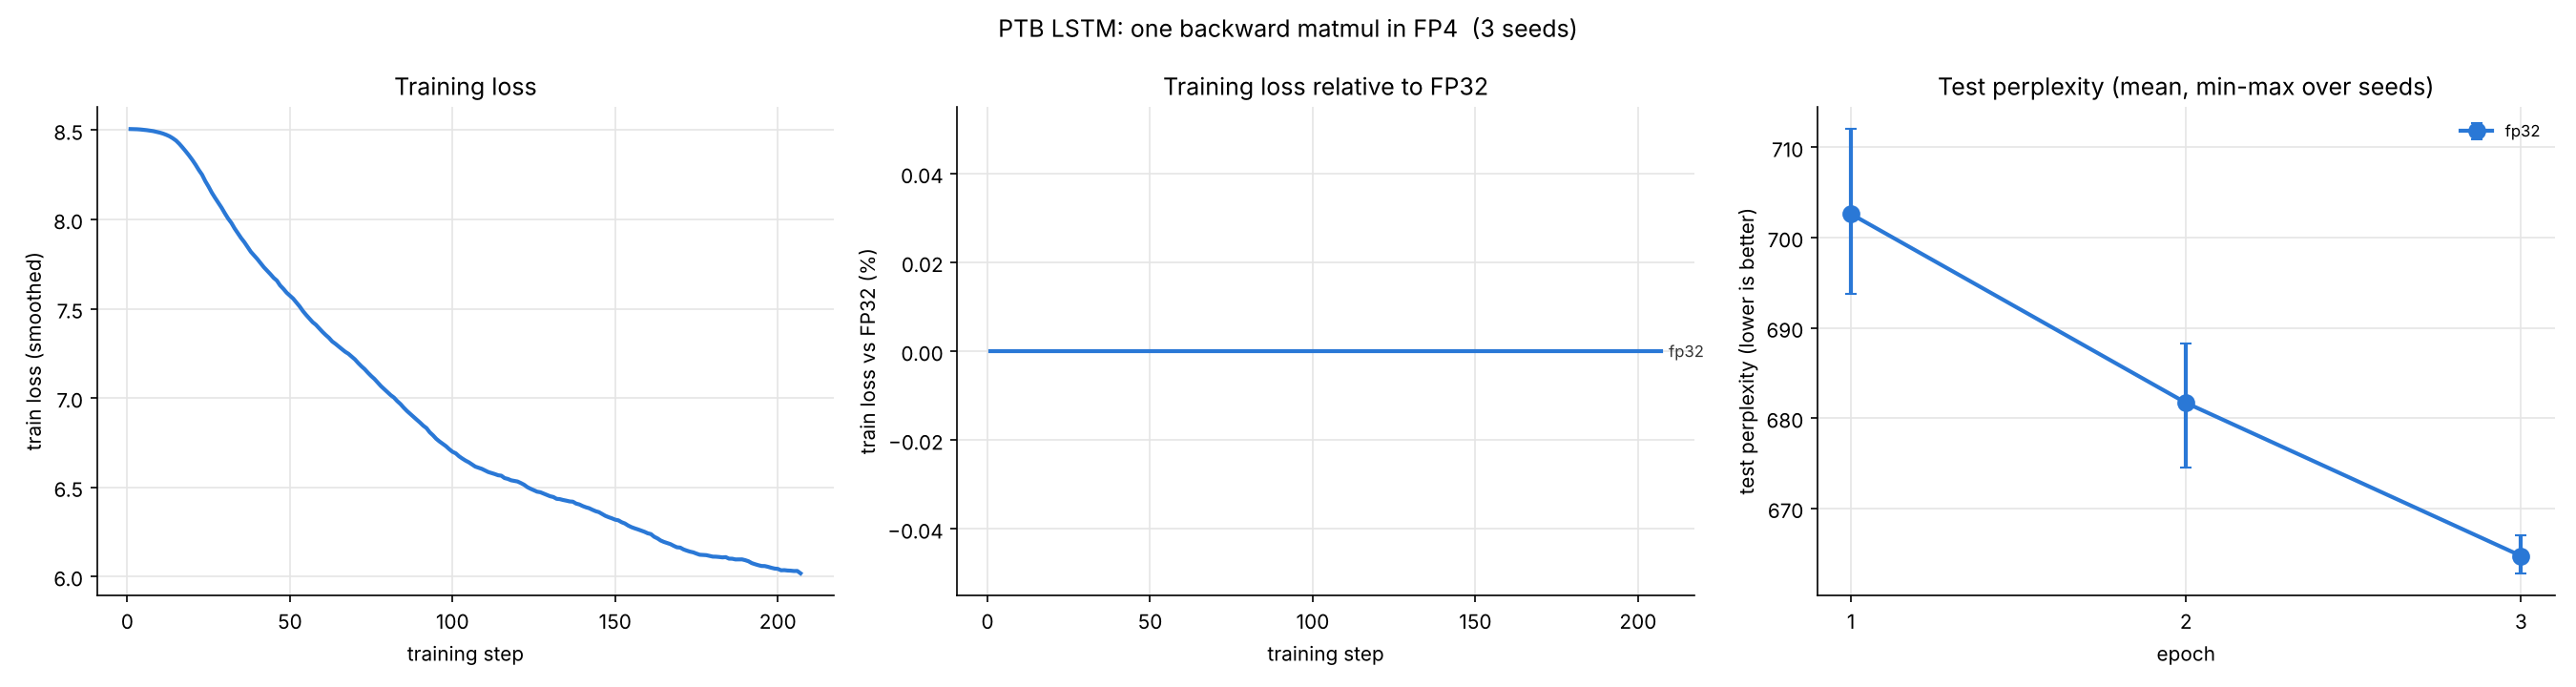 PTB LSTM: one backward matmul in FP4 (3 seeds)
Training loss
train loss (smoothed)
8.5
8.0
7.5
7.0
6.5
6.0
0
50
100
150
200
training step
Training loss relative to FP32
train loss vs FP32 (%)
0.04
0.02
0.00
−0.02
−0.04
fp32
0
50
100
150
200
training step
Test perplexity (mean, min-max over seeds)
test perplexity (lower is better)
710
700
690
680
670
fp32
1
2
3
epoch